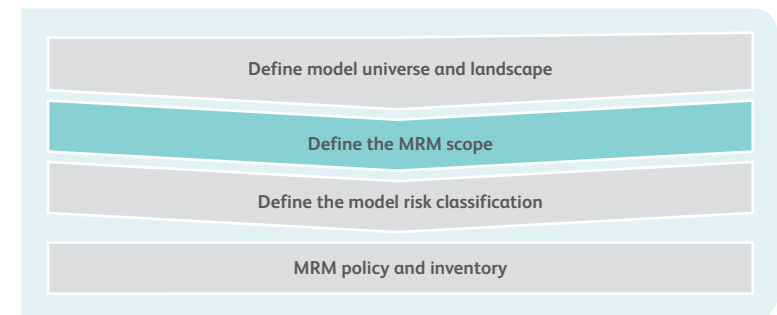 Define model universe and landscape
Define the MRM scope
Define the model risk classification
MRM policy and inventory